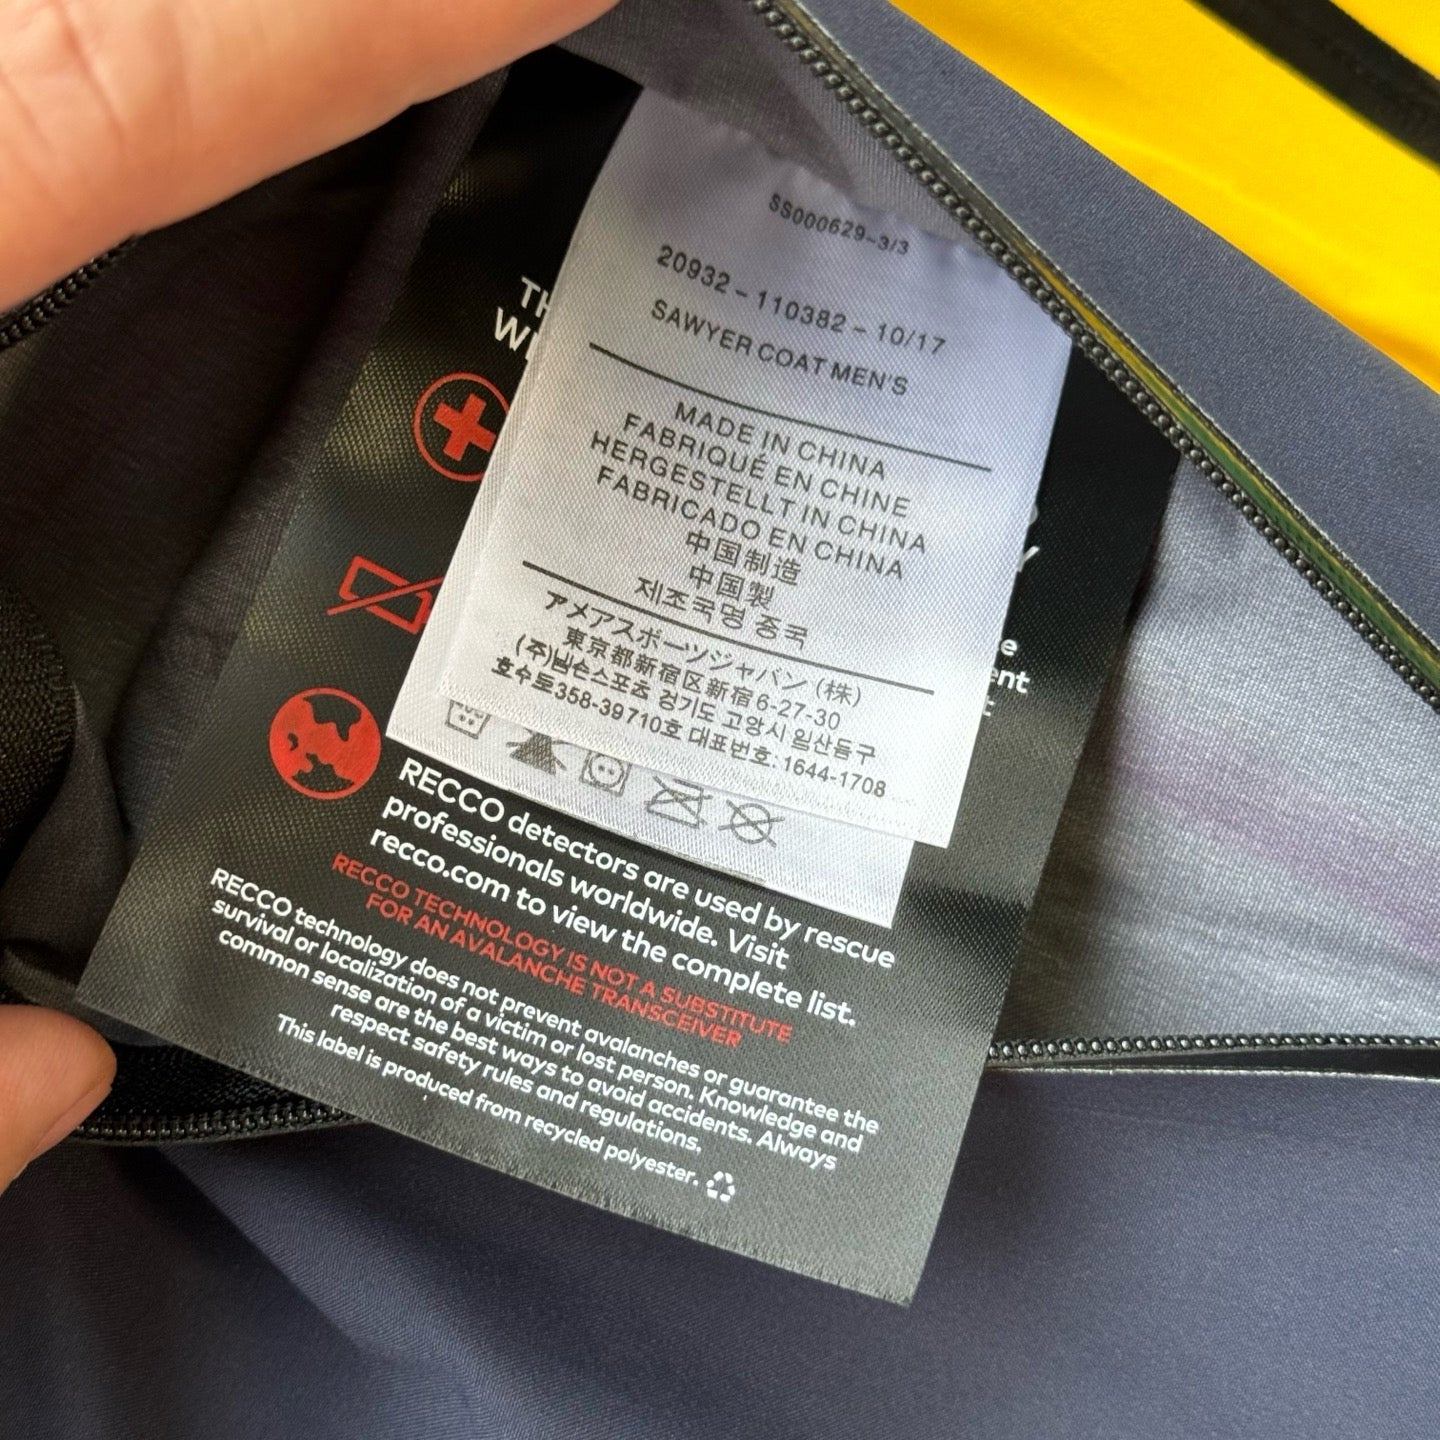 SS000629-3/3
20932 - 110382 - 10/17
SAWYER COAT MEN'S
MADE IN CHINA
FABRIQUÉ EN CHINE
HERGESTELLT IN CHINA
FABRICADO EN CHINA
中国制造
中国製
제조국명 중국
アメアスポーツジャパン (株)
東京都新宿区新宿6-27-30
(주)넬슨스포츠 경기도 고양시 일산동구
호수로358-39 710호 대표번호: 1644-1708
RECCO detectors are used by rescue
professionals worldwide. Visit
recco.com to view the complete list.
RECCO TECHNOLOGY IS NOT A SUBSTITUTE
FOR AN AVALANCHE TRANSCEIVER
RECCO technology does not prevent avalanches or guarantee the
survival or localization of a victim or lost person. Knowledge and
common sense are the best ways to avoid accidents. Always
respect safety rules and regulations.
This label is produced from recycled polyester.